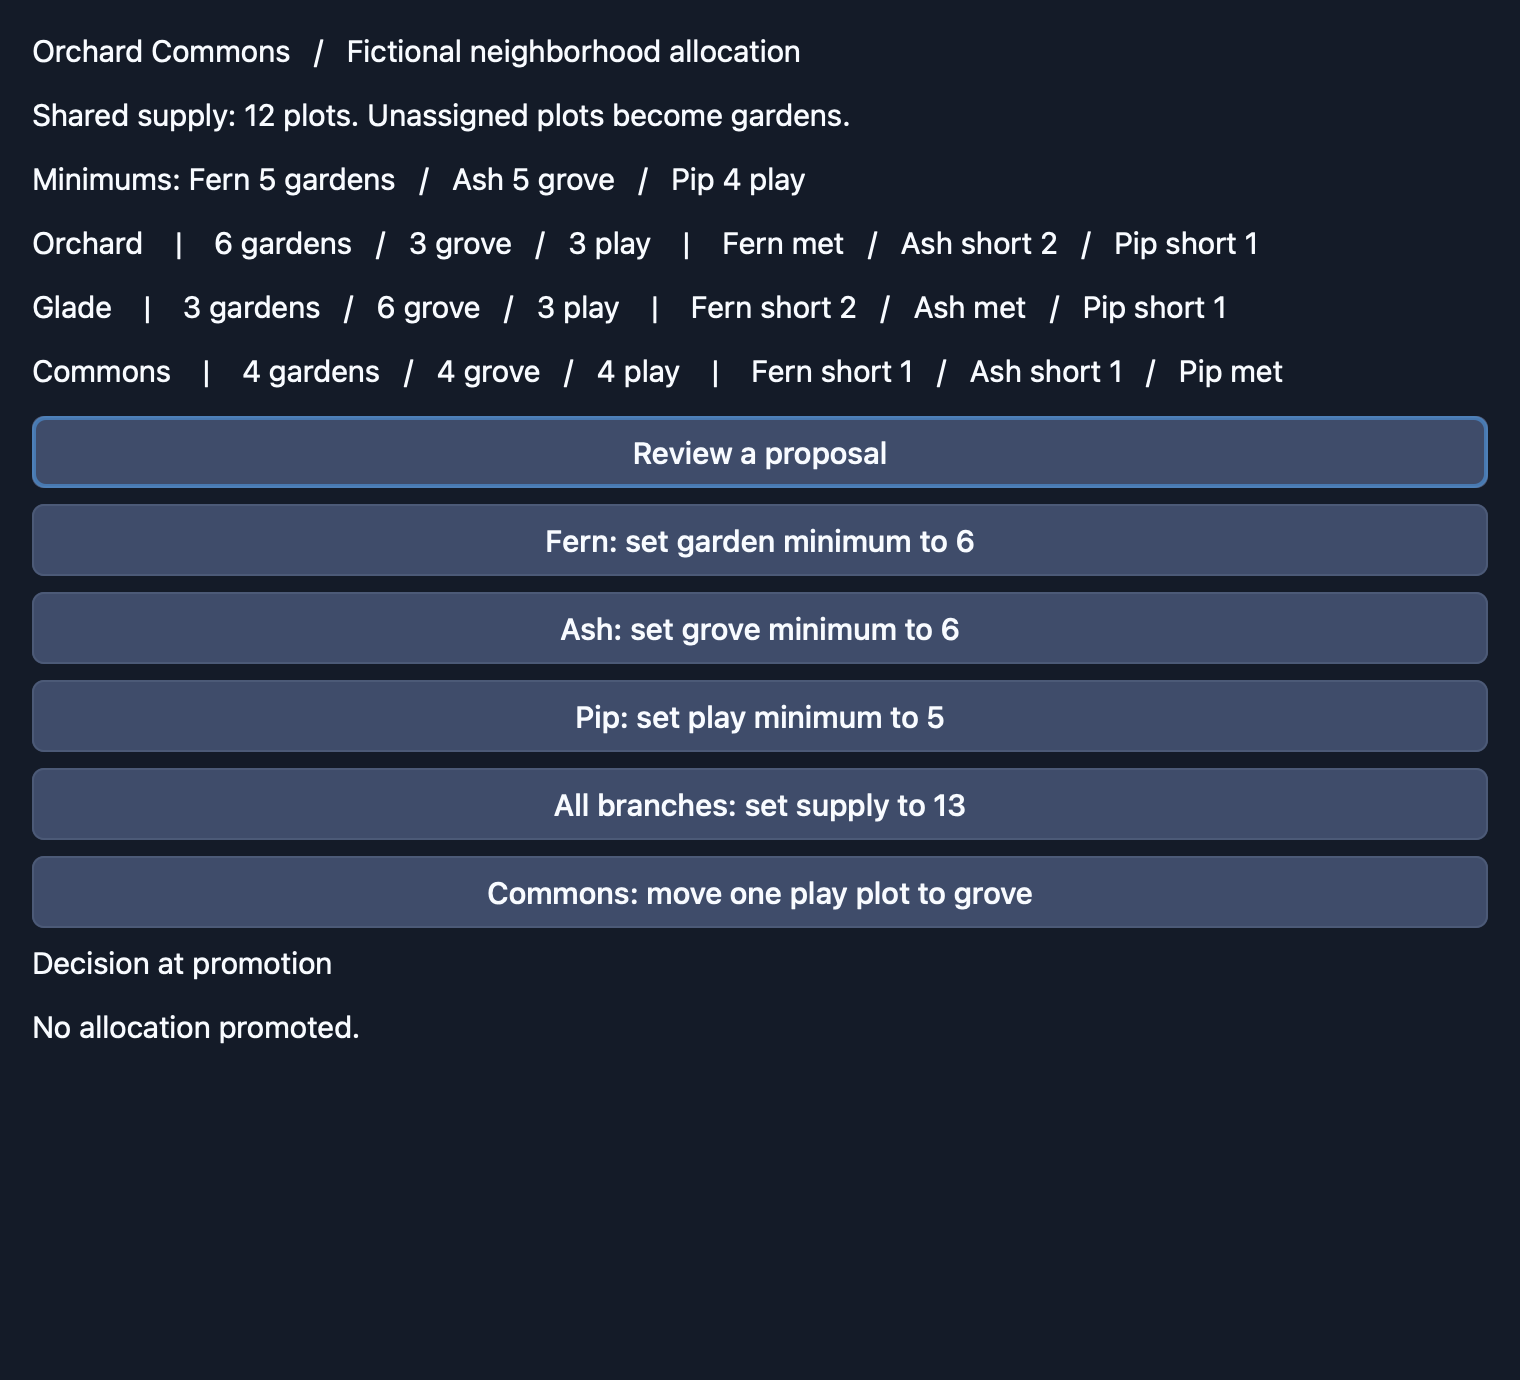 Orchard Commons / Fictional neighborhood allocation
Shared supply: 12 plots. Unassigned plots become gardens.
Minimums: Fern 5 gardens / Ash 5 grove / Pip 4 play
Orchard | 6 gardens / 3 grove / 3 play | Fern met / Ash short 2 / Pip short 1
Glade | 3 gardens / 6 grove / 3 play | Fern short 2 / Ash met / Pip short 1
Commons | 4 gardens / 4 grove / 4 play | Fern short 1 / Ash short 1 / Pip met
Review a proposal
Fern: set garden minimum to 6
Ash: set grove minimum to 6
Pip: set play minimum to 5
All branches: set supply to 13
Commons: move one play plot to grove
Decision at promotion
No allocation promoted.